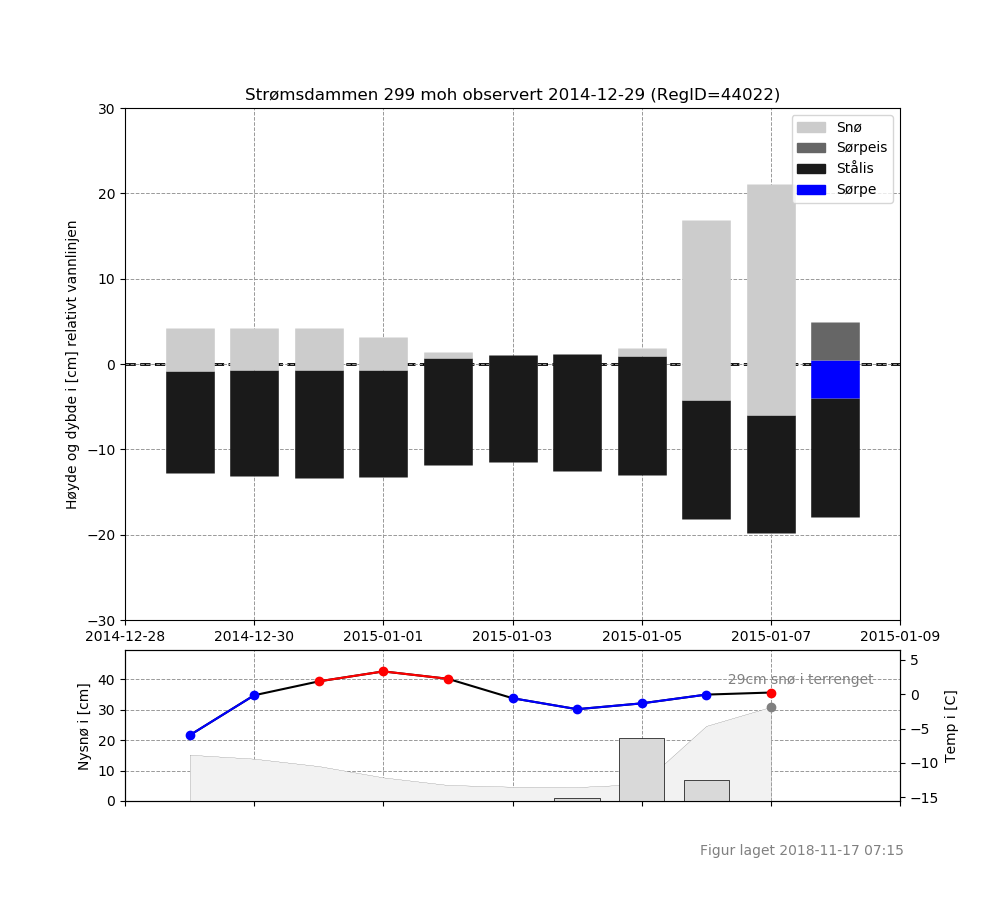 Strømsdammen 299 moh observert 2014-12-29 (RegID=44022)
Høyde og dybde i [cm] relativt vannlinjen
30
20
10
0
−10
−20
−30
Snø
Sørpeis
Stålis
Sørpe
2014-12-28 2014-12-30 2015-01-01 2015-01-03 2015-01-05 2015-01-07 2015-01-09
Nysnø i [cm]
40
30
20
10
0
29cm snø i terrenget
5
0
−5
−10
−15
Temp i [C]
Figur laget 2018-11-17 07:15